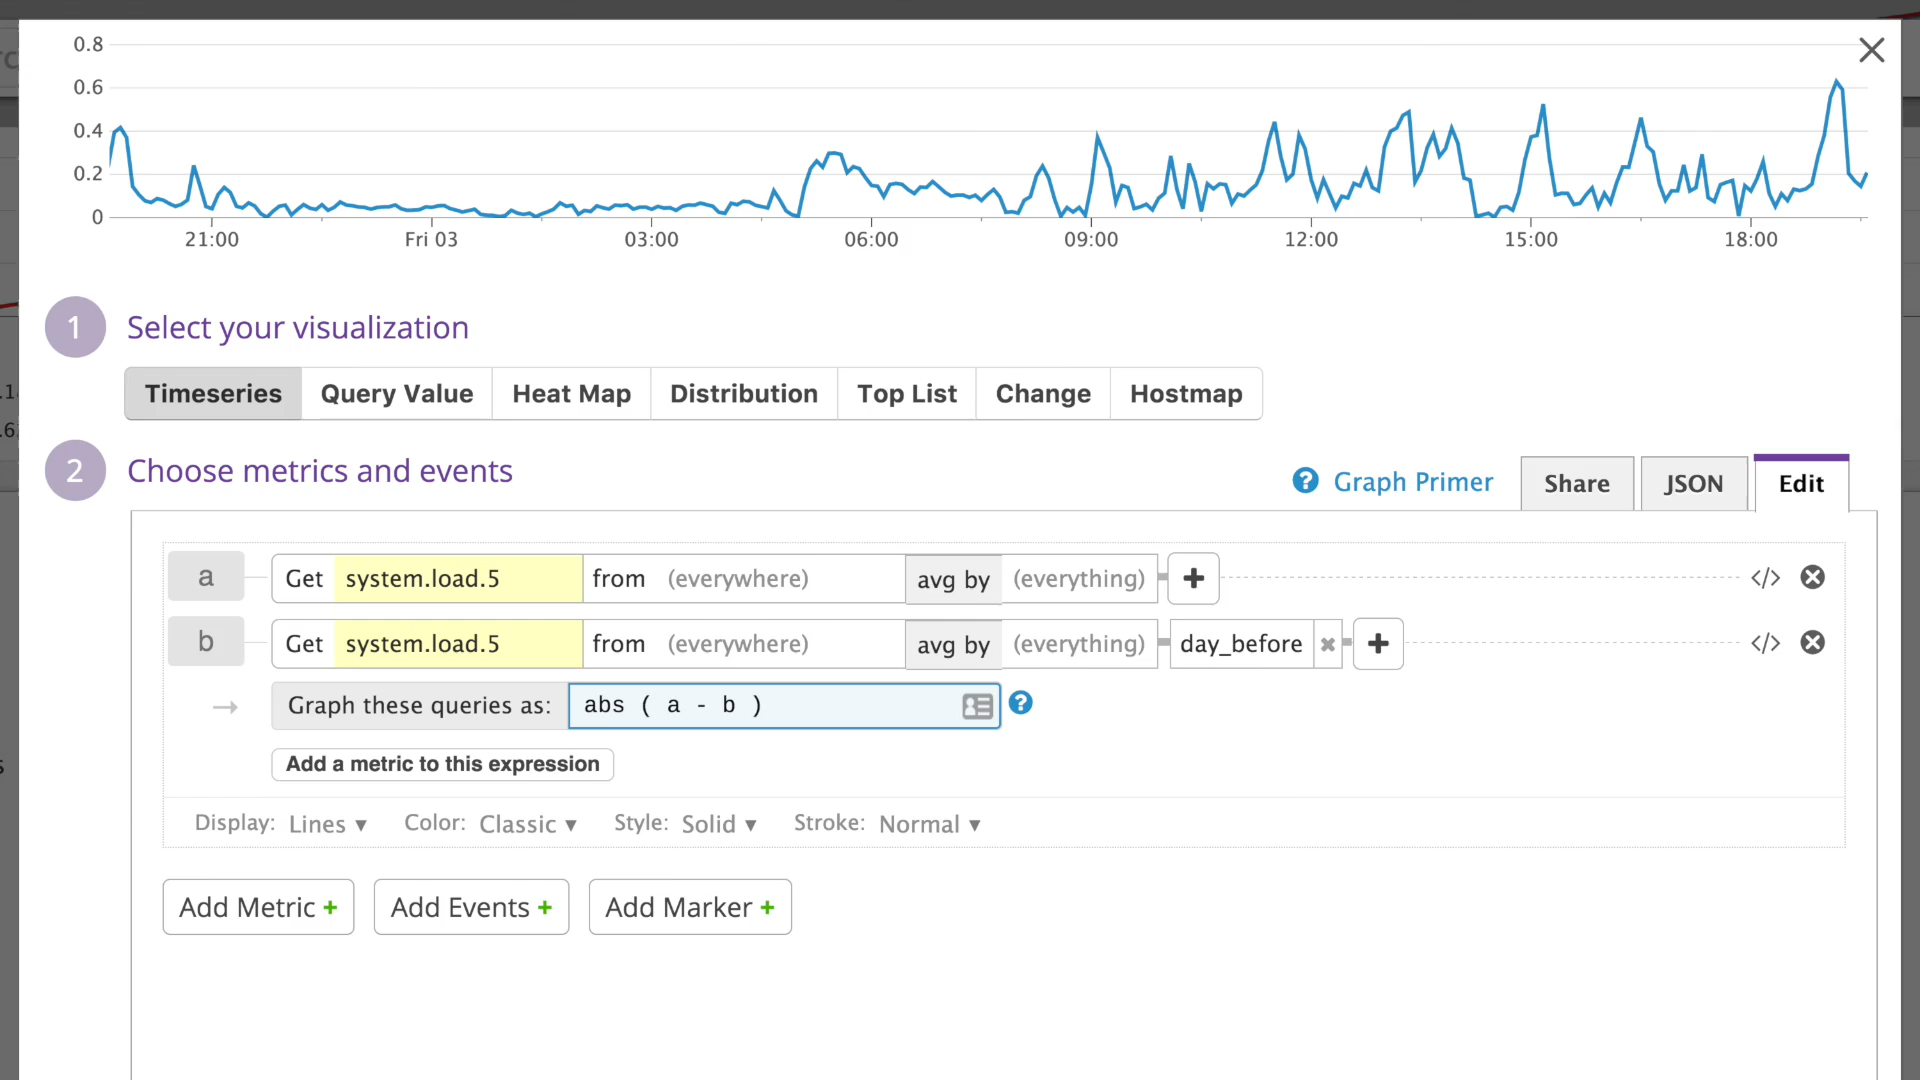 0.8
0.6
0.4
0.2
0
21:00 Fri 03 03:00 06:00 09:00 12:00 15:00 18:00
1 Select your visualization
Timeseries Query Value Heat Map Distribution Top List Change Hostmap
2 Choose metrics and events
? Graph Primer Share JSON Edit
a Get system.load.5 from (everywhere) avg by (everything) + </>
b Get system.load.5 from (everywhere) avg by (everything) day_before ✖ + </>
→ Graph these queries as: abs ( a - b ) ?
Add a metric to this expression
Display: Lines ▾ Color: Classic ▾ Style: Solid ▾ Stroke: Normal ▾
Add Metric + Add Events + Add Marker +